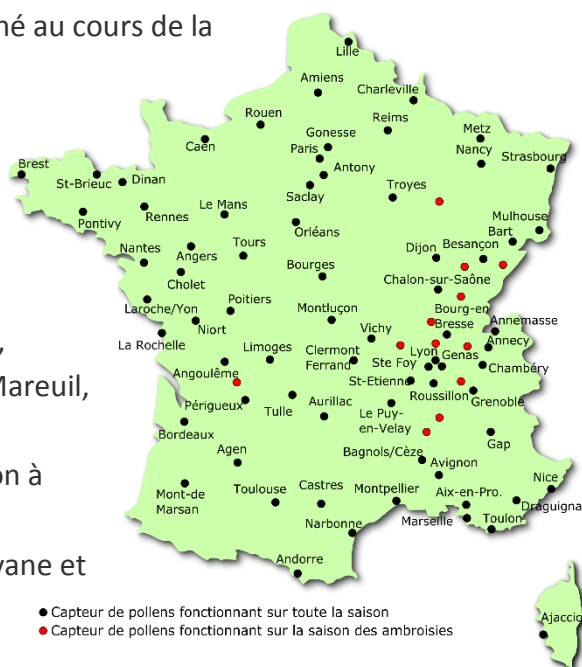 né au cours de la
Lille
Amiens
Charleville
Rouen
Reims
Gonesse
Metz
Caen
Paris
Nancy
Strasbourg
Antony
Brest
St-Brieuc
Dinan
Saclay
Troyes
Le Mans
Rennes
Pontivy
Mulhouse
Orléans
Bart
Nantes
Angers
Tours
Dijon
Besançon
Cholet
Bourges
Chalon-sur-Saône
Laroche/Yon
Poitiers
Montluçon
Bourg-en
Bresse
Annemasse
Niort
Vichy
La Rochelle
Limoges
Clermont
Ferrand
Lyon
Annecy
,
Ste Foy
Genas
Chambéry
Angoulême
St-Etienne
Mareuil,
Périgueux
Roussillon
Grenoble
Tulle
Aurillac
Le Puy-
en-Velay
Bordeaux
Gap
Agen
Bagnols/Cèze
Avignon
on à
Nice
Mont-de
Marsan
Toulouse
Castres
Montpellier
Aix-en-Pro.
Draguignan
Marseille
Toulon
Narbonne
Andorre
yane et
Capteur de pollens fonctionnant sur toute la saison
Ajaccio
Capteur de pollens fonctionnant sur la saison des ambroisies